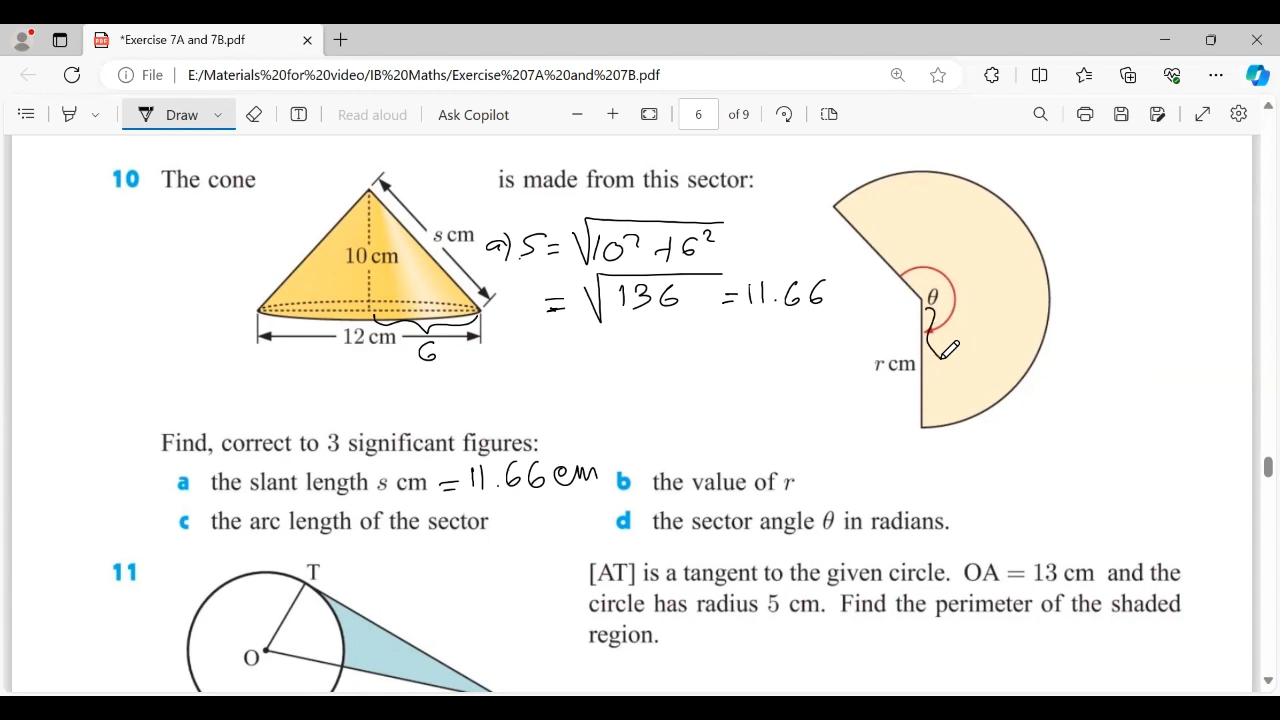 *Exercise 7A and 7B.pdf
File E:/Materials%20for%20video/IB%20Maths/Exercise%207A%20and%207B.pdf
Draw Read aloud Ask Copilot 6 of 9
10 The cone is made from this sector:
s cm
10 cm
12 cm
6
a) S = √10² + 6²
= √136 = 11.66
θ
r cm
Find, correct to 3 significant figures:
a the slant length s cm = 11.66 cm b the value of r
c the arc length of the sector d the sector angle θ in radians.
11 T
O
[AT] is a tangent to the given circle. OA = 13 cm and the
circle has radius 5 cm. Find the perimeter of the shaded
region.